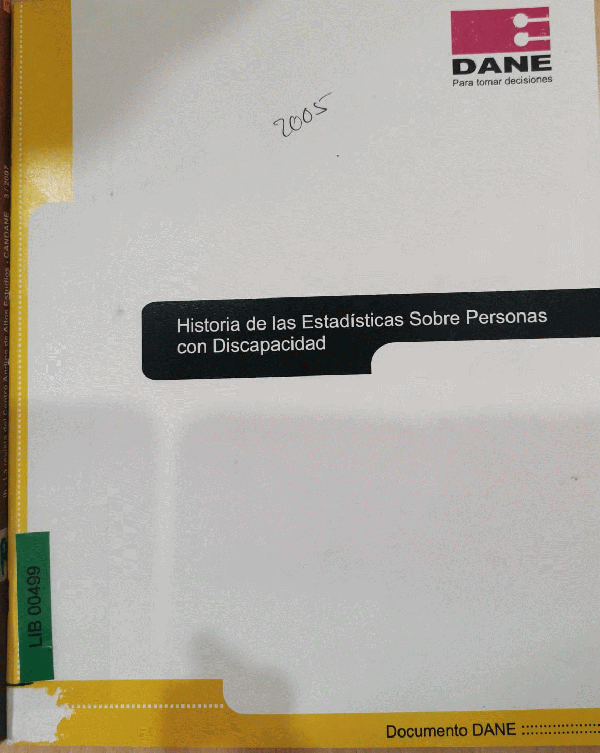 DANE
Para tomar decisiones
2005
Historia de las Estadísticas Sobre Personas
con Discapacidad
LIB 00499
Documento DANE